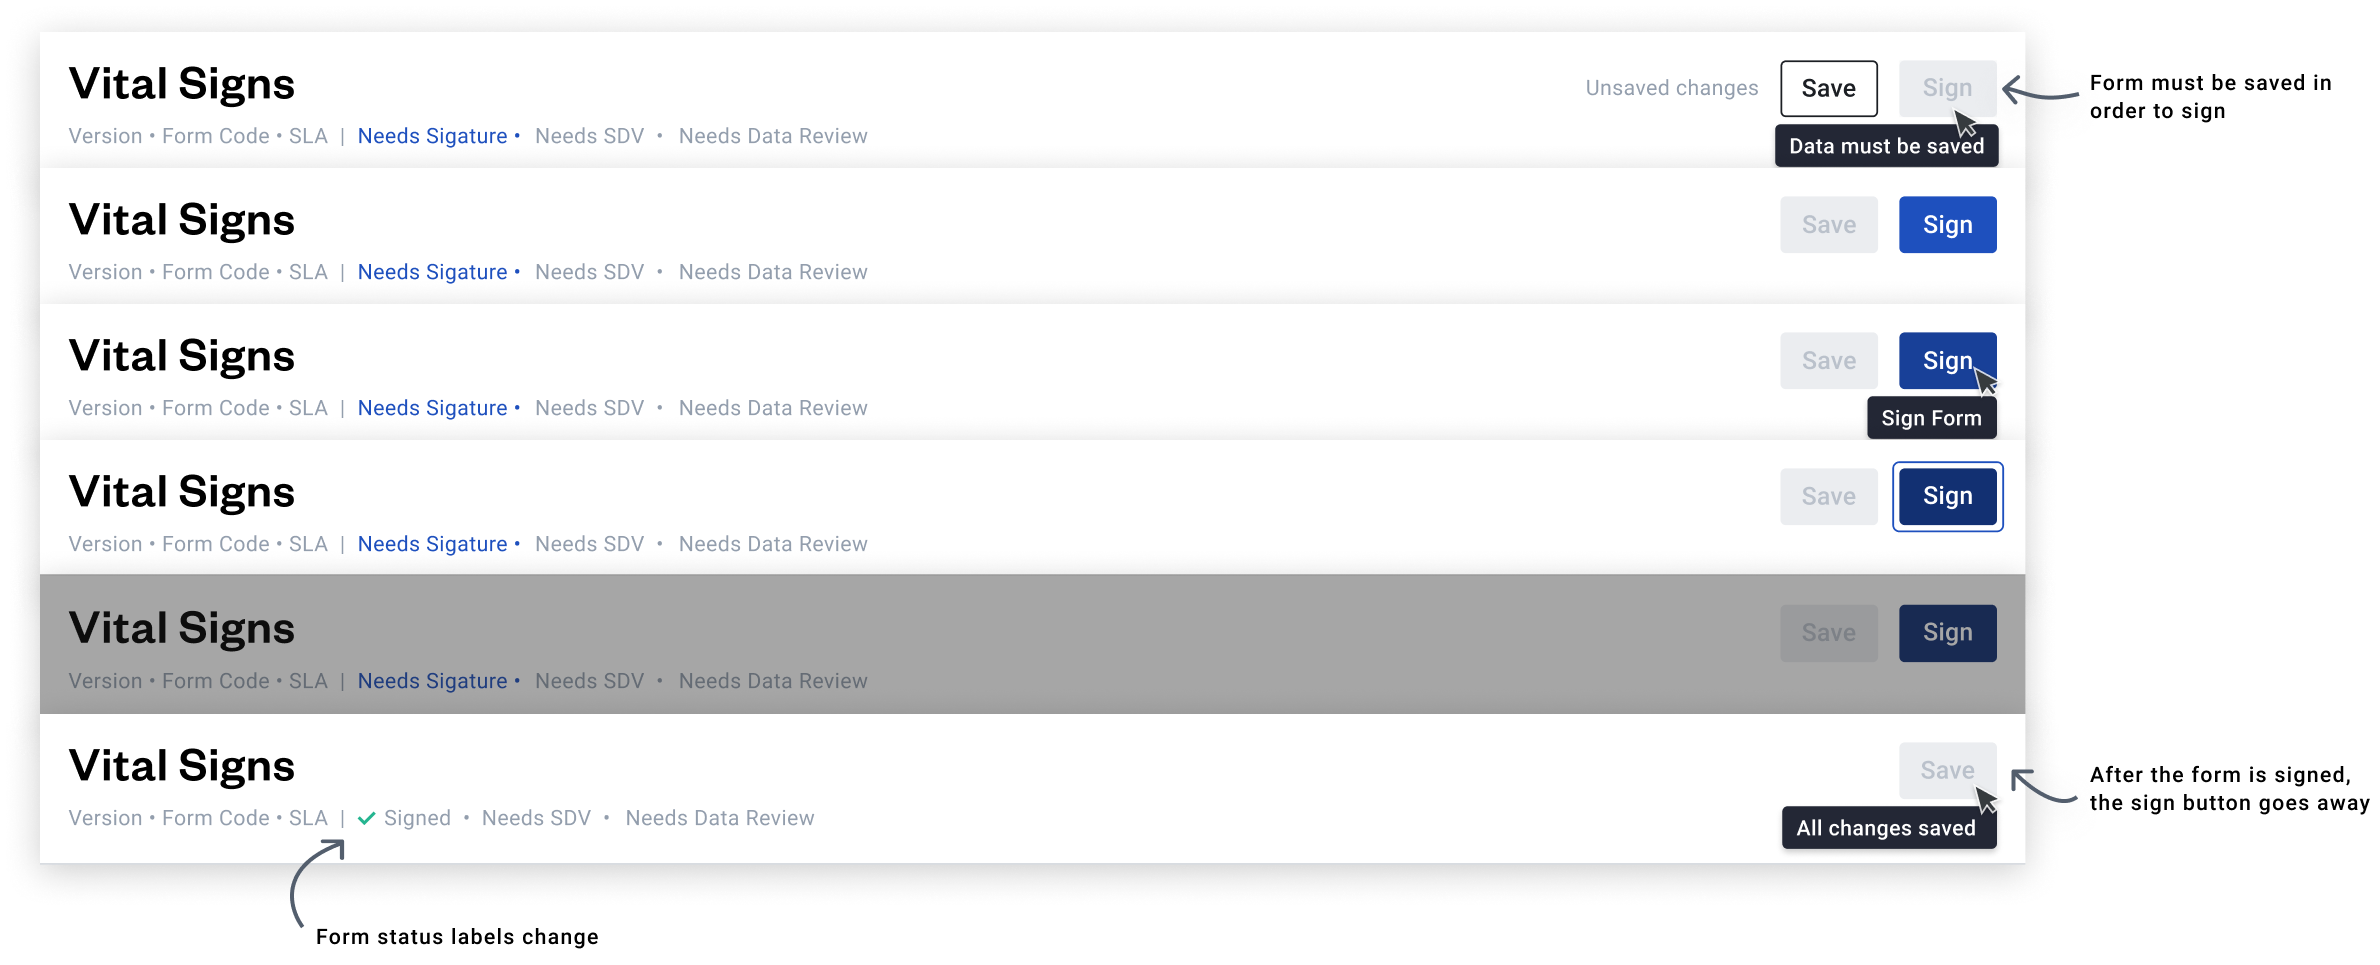 Vital Signs
Unsaved changes Save Sign
Form must be saved in
order to sign
Version • Form Code • SLA | Needs Sigature • Needs SDV • Needs Data Review
Data must be saved
Vital Signs
Save Sign
Version • Form Code • SLA | Needs Sigature • Needs SDV • Needs Data Review
Vital Signs
Save Sign
Version • Form Code • SLA | Needs Sigature • Needs SDV • Needs Data Review
Sign Form
Vital Signs
Save Sign
Version • Form Code • SLA | Needs Sigature • Needs SDV • Needs Data Review
Vital Signs
Save Sign
Version • Form Code • SLA | Needs Sigature • Needs SDV • Needs Data Review
Vital Signs
Save
After the form is signed,
the sign button goes away
Version • Form Code • SLA | ✓ Signed • Needs SDV • Needs Data Review
All changes saved
Form status labels change